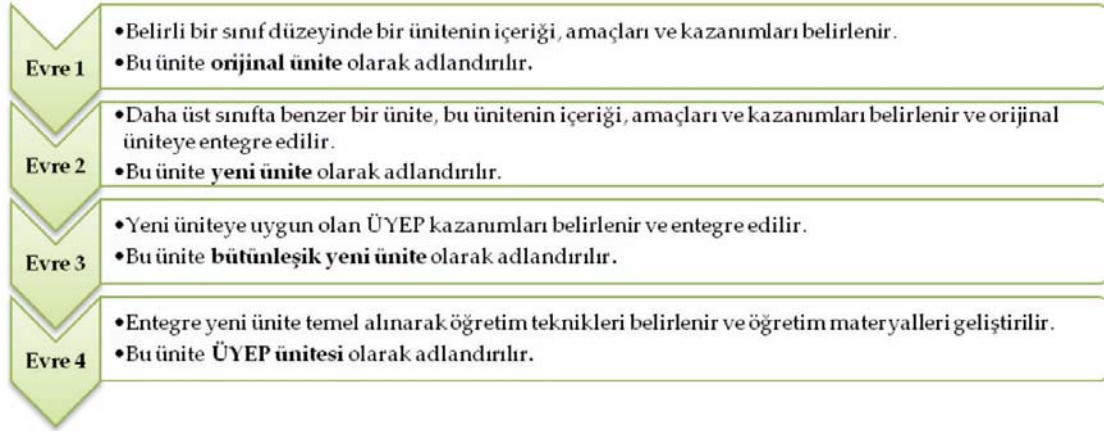 Evre 1
•Belirli bir sınıf düzeyinde bir ünitenin içeriği, amaçları ve kazanımları belirlenir.
•Bu ünite orijinal ünite olarak adlandırılır.
Evre 2
•Daha üst sınıfta benzer bir ünite, bu ünitenin içeriği, amaçları ve kazanımları belirlenir ve orijinal
üniteye entegre edilir.
•Bu ünite yeni ünite olarak adlandırılır.
Evre 3
•Yeni üniteye uygun olan ÜYEP kazanımları belirlenir ve entegre edilir.
•Bu ünite bütünleşik yeni ünite olarak adlandırılır.
Evre 4
•Entegre yeni ünite temel alınarak öğretim teknikleri belirlenir ve öğretim materyalleri geliştirilir.
•Bu ünite ÜYEP ünitesi olarak adlandırılır.